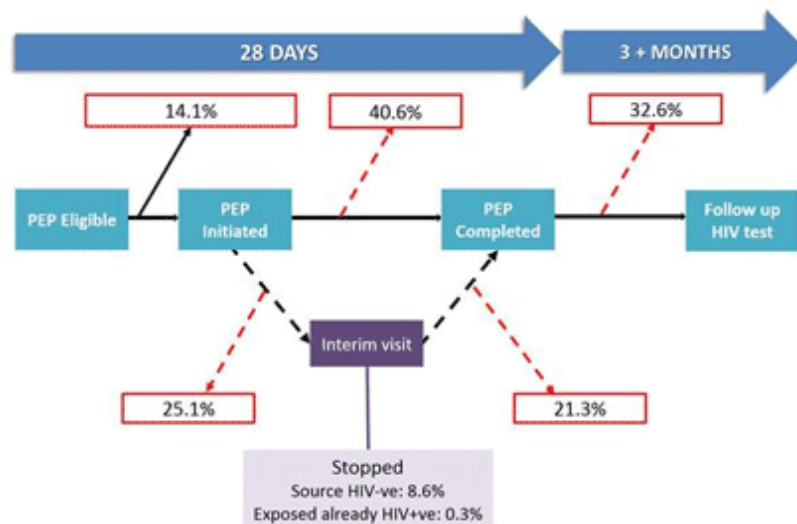 28 DAYS
3 + MONTHS
14.1%
40.6%
32.6%
PEP Eligible
PEP
Initiated
PEP
Completed
Follow up
HIV test
Interim visit
25.1%
21.3%
Stopped
Source HIV-ve: 8.6%
Exposed already HIV+ve: 0.3%